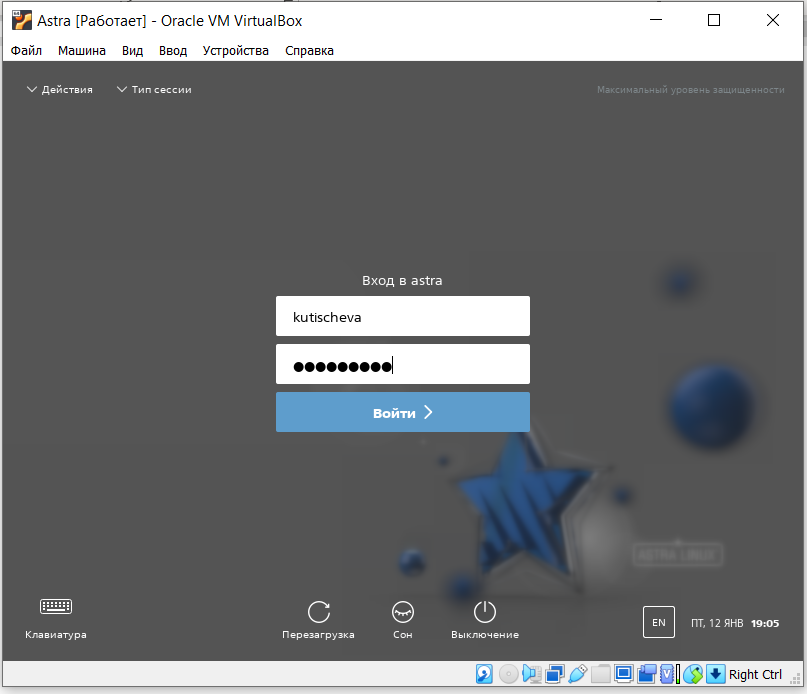 Astra [Работает] - Oracle VM VirtualBox
Файл Машина Вид Ввод Устройства Справка
Действия Тип сессии Максимальный уровень защищенности
Вход в astra
kutischeva
●●●●●●●●●
Войти
ASTRA LINUX
Клавиатура Перезагрузка Сон Выключение EN ПТ, 12 ЯНВ 19:05
Right Ctrl